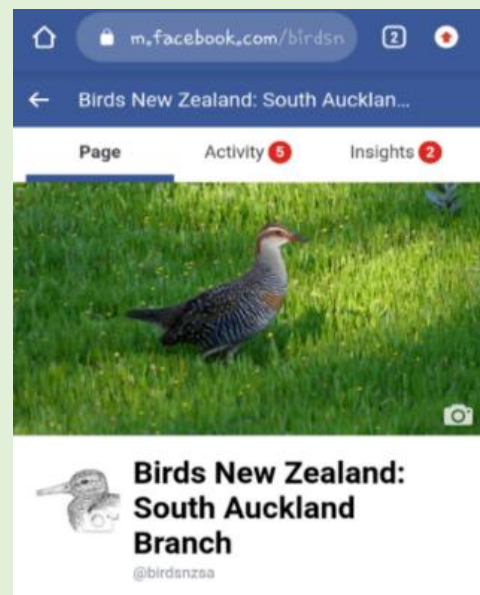 m.facebook.com/birdsn
2
Birds New Zealand: South Aucklan...
Page
Activity 5
Insights 2
Birds New Zealand:
South Auckland
Branch
@birdsnzsa